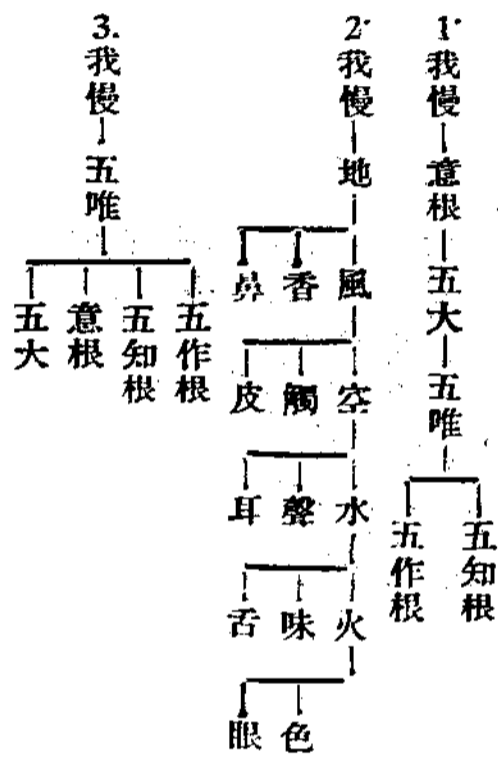 1.
我慢
意根
五大
五唯
五知根
五作根
2.
我慢
地
風
香
鼻
空
觸
皮
水
聲
耳
火
味
舌
色
眼
3.
我慢
五唯
五作根
五知根
意根
五大